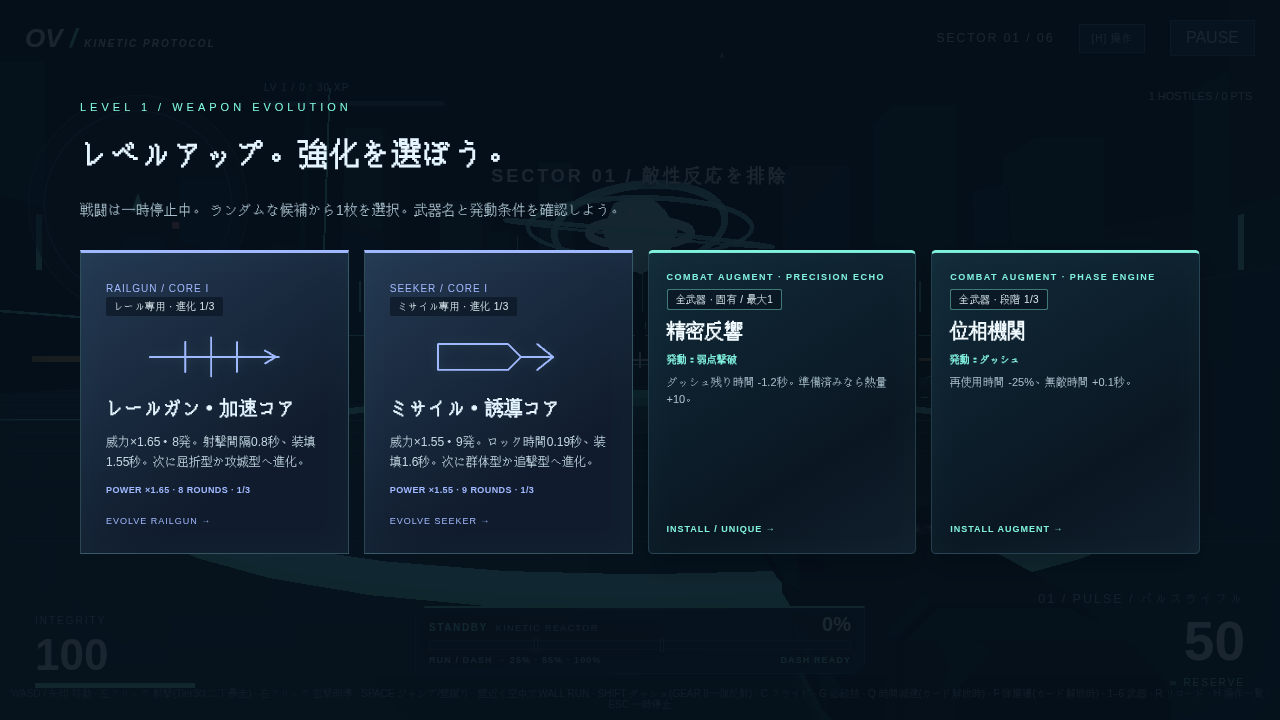 OV / KINETIC PROTOCOL
SECTOR 01 / 06
[H] 操作
PAUSE
LV 1 / 0 | 30 XP
1 HOSTILES / 0 PTS
LEVEL 1 / WEAPON EVOLUTION
レベルアップ。強化を選ぼう。
SECTOR 01 / 敵性反応を排除
戦闘は一時停止中。ランダムな候補から1枚を選択。武器名と発動条件を確認しよう。
RAILGUN / CORE I
レール専用 · 進化 1/3
レールガン・加速コア
威力×1.65・8発。射撃間隔0.8秒、装填
1.55秒。次に屈折型か攻城型へ進化。
POWER ×1.65 · 8 ROUNDS · 1/3
EVOLVE RAILGUN →
SEEKER / CORE I
ミサイル専用 · 進化 1/3
ミサイル・誘導コア
威力×1.55・9発。ロック時間0.19秒、装
填1.6秒。次に群体型か追撃型へ進化。
POWER ×1.55 · 9 ROUNDS · 1/3
EVOLVE SEEKER →
COMBAT AUGMENT · PRECISION ECHO
全武器 · 固有 / 最大1
精密反響
発動：弱点撃破
ダッシュ残り時間 -1.2秒。準備済みなら熱量
+10。
INSTALL / UNIQUE →
COMBAT AUGMENT · PHASE ENGINE
全武器 · 段階 1/3
位相機関
発動：ダッシュ
再使用時間 -25%、無敵時間 +0.1秒。
INSTALL AUGMENT →
INTEGRITY
100
STANDBY KINETIC REACTOR
0%
RUN / DASH → 25% · 65% · 100%
DASH READY
01 / PULSE / パルスライフル
50
∞ RESERVE
ESC 一時停止